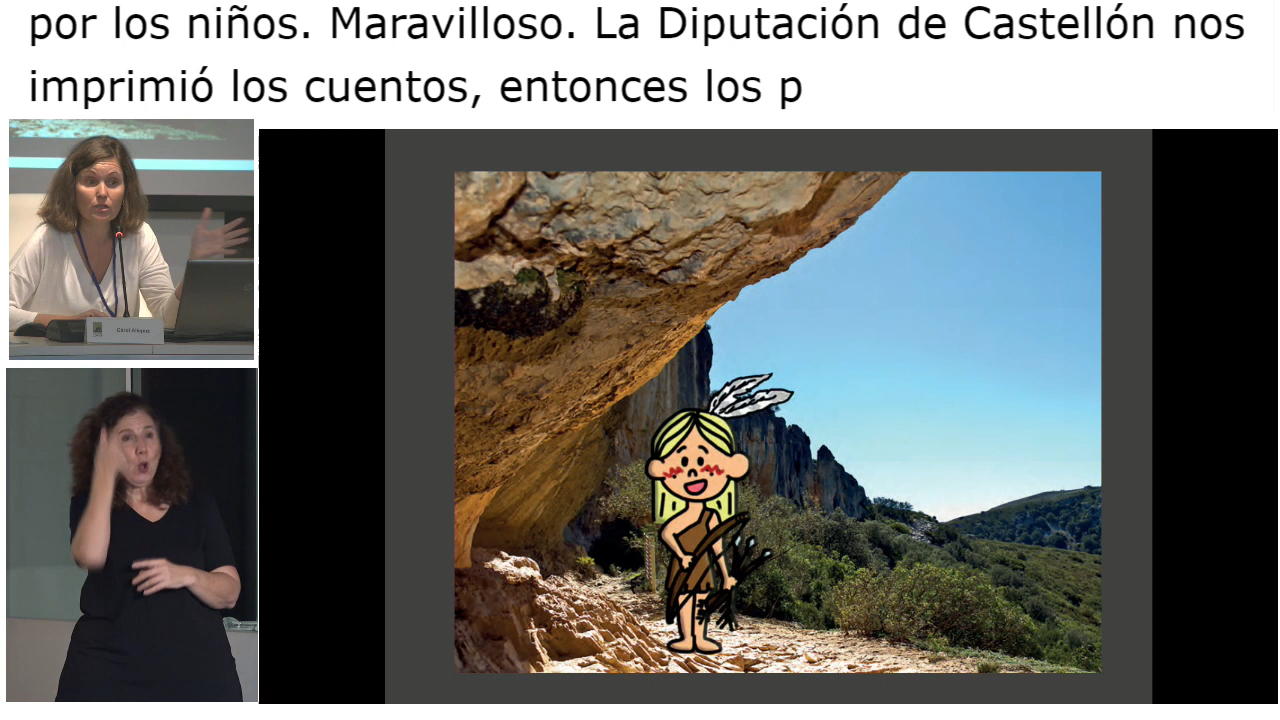 por los niños. Maravilloso. La Diputación de Castellón nos
imprimió los cuentos, entonces los p